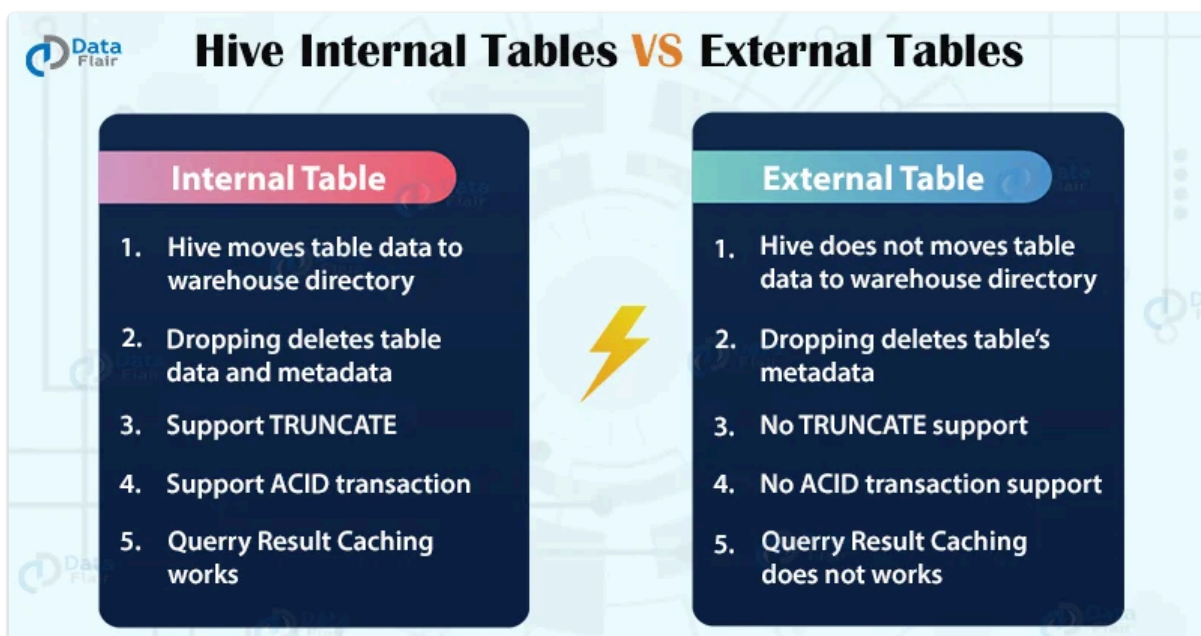 Data
Flair
Hive Internal Tables VS External Tables
Internal Table
1. Hive moves table data to
warehouse directory
2. Dropping deletes table
data and metadata
3. Support TRUNCATE
4. Support ACID transaction
5. Querry Result Caching
works
External Table
1. Hive does not moves table
data to warehouse directory
2. Dropping deletes table’s
metadata
3. No TRUNCATE support
4. No ACID transaction support
5. Querry Result Caching
does not works